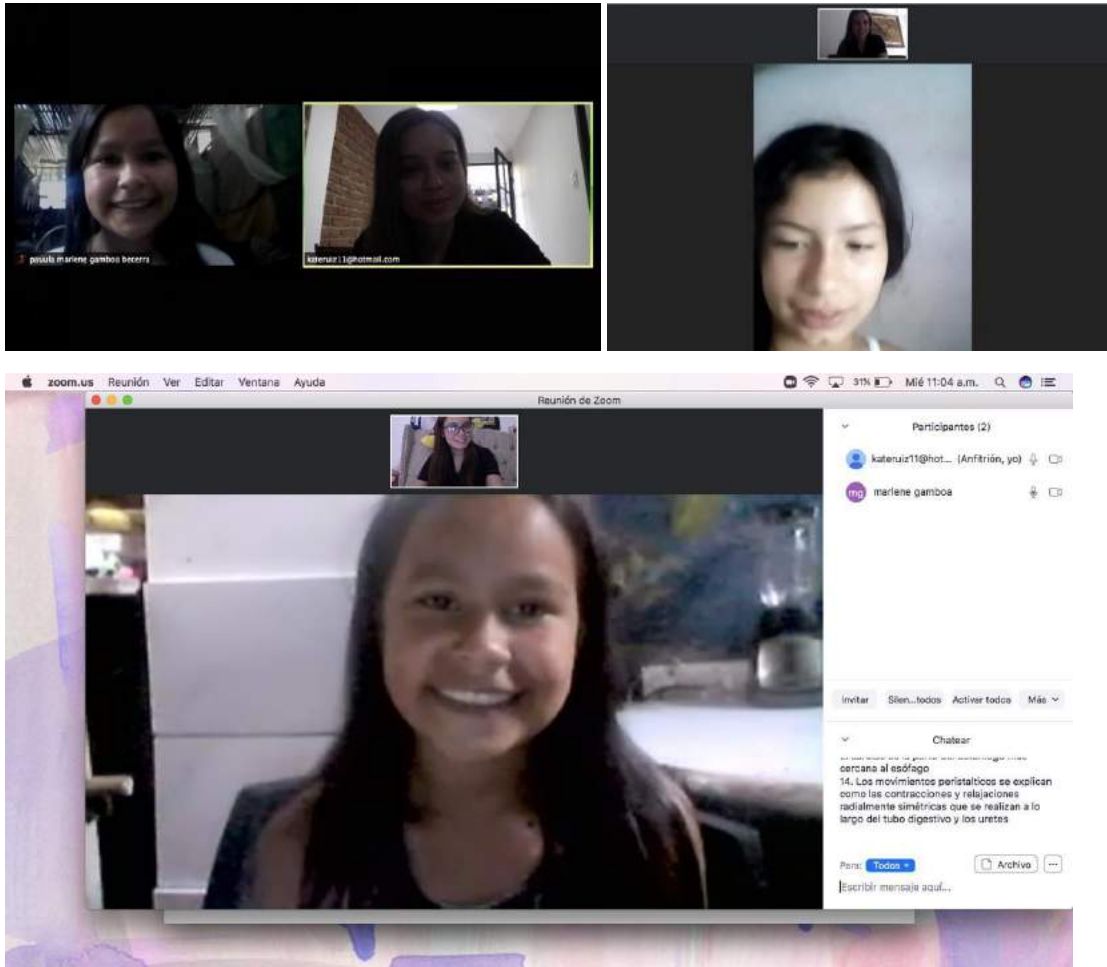 pauula marlene gamboa becerra
kateruiz11@hotmail.com
zoom.us Reunión Ver Editar Ventana Ayuda
31% Mié 11:04 a.m.
Reunión de Zoom
Participantes (2)
kateruiz11@hot... (Anfitrión, yo)
mg marlene gamboa
Invitar Silen...todos Activar todos Más
Chatear
cercana al esófago
14. Los movimientos peristalticos se explican
como las contracciones y relajaciones
radialmente simétricas que se realizan a lo
largo del tubo digestivo y los uretes
Para: Todos
Archivo ...
Escribir mensaje aquí...